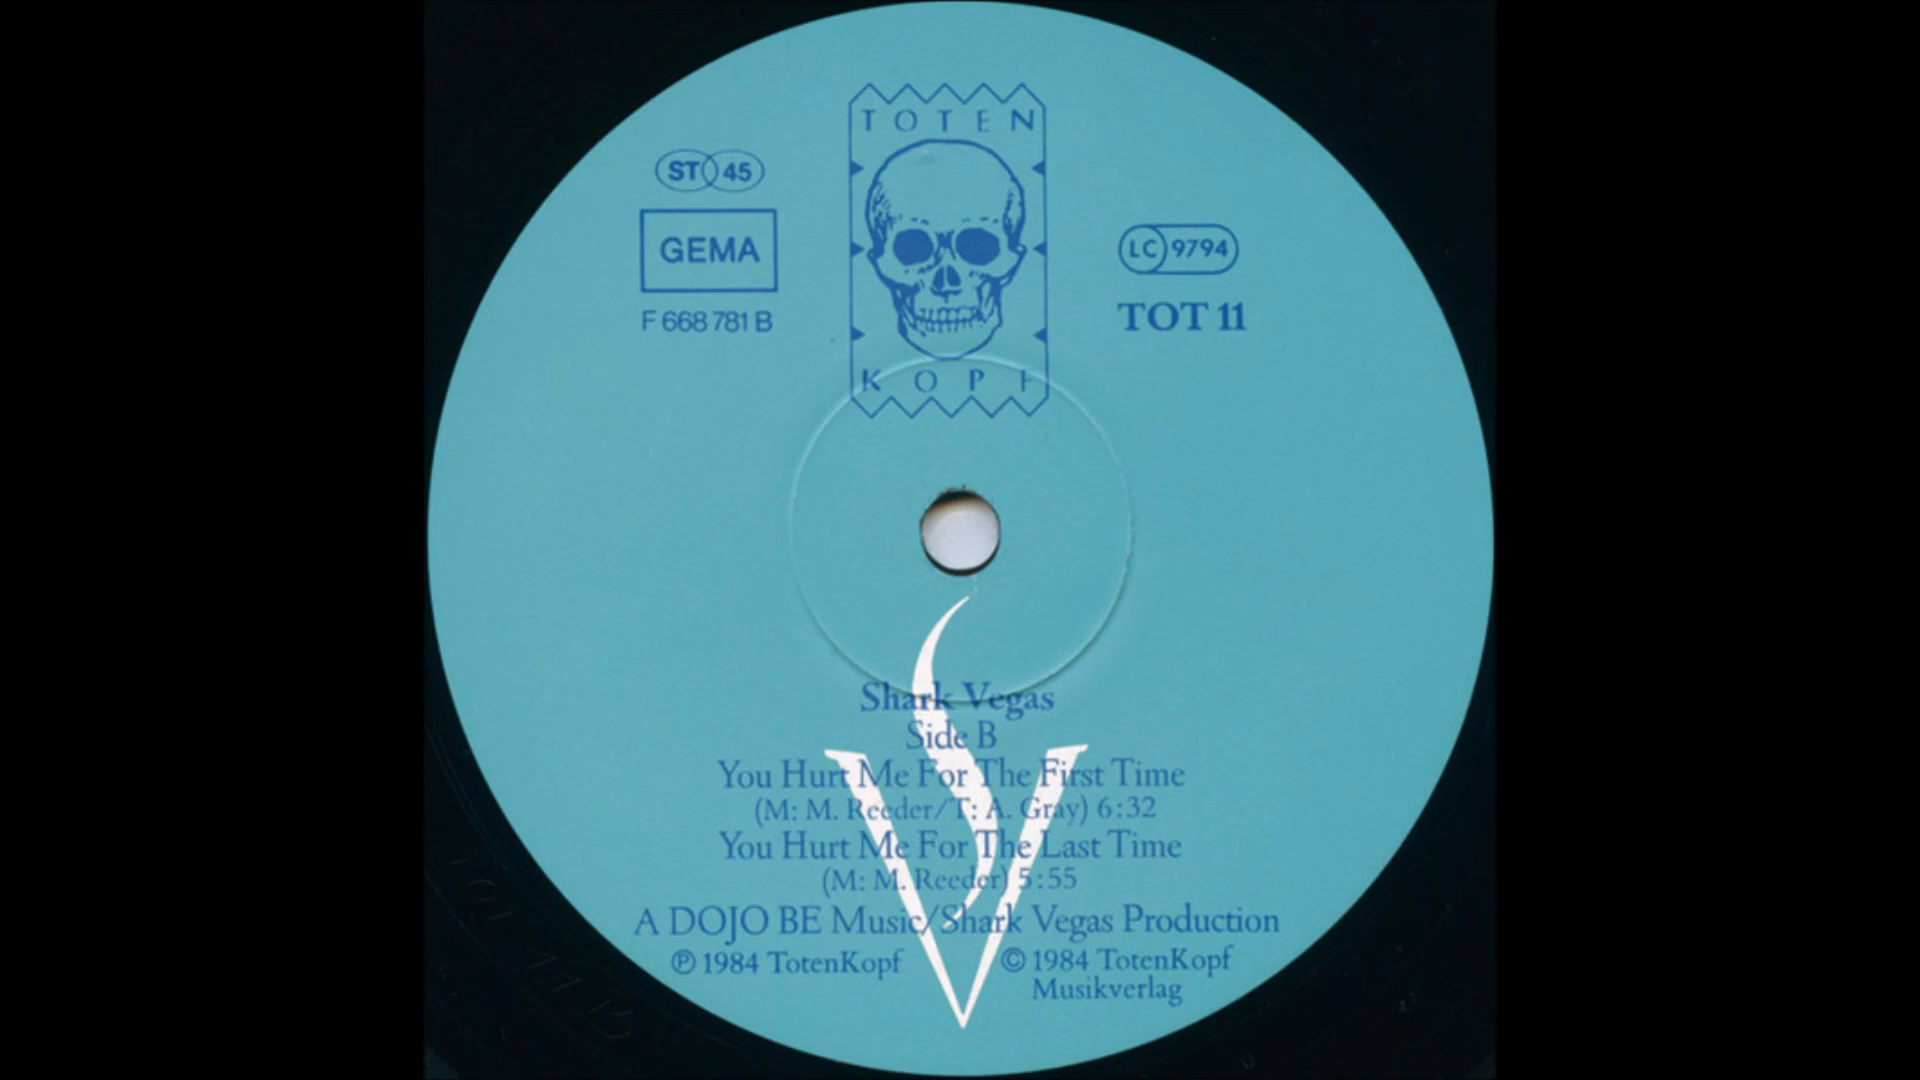 TOTEN
ST 45
GEMA
LC 9794
F 668 781 B
TOT 11
KOPF
Shark Vegas
Side B
You Hurt Me For The First Time
(M: M. Reeder/T: A. Gray) 6:32
You Hurt Me For The Last Time
(M: M. Reeder) 5:55
A DOJO BE Music/Shark Vegas Production
℗ 1984 TotenKopf © 1984 TotenKopf
Musikverlag